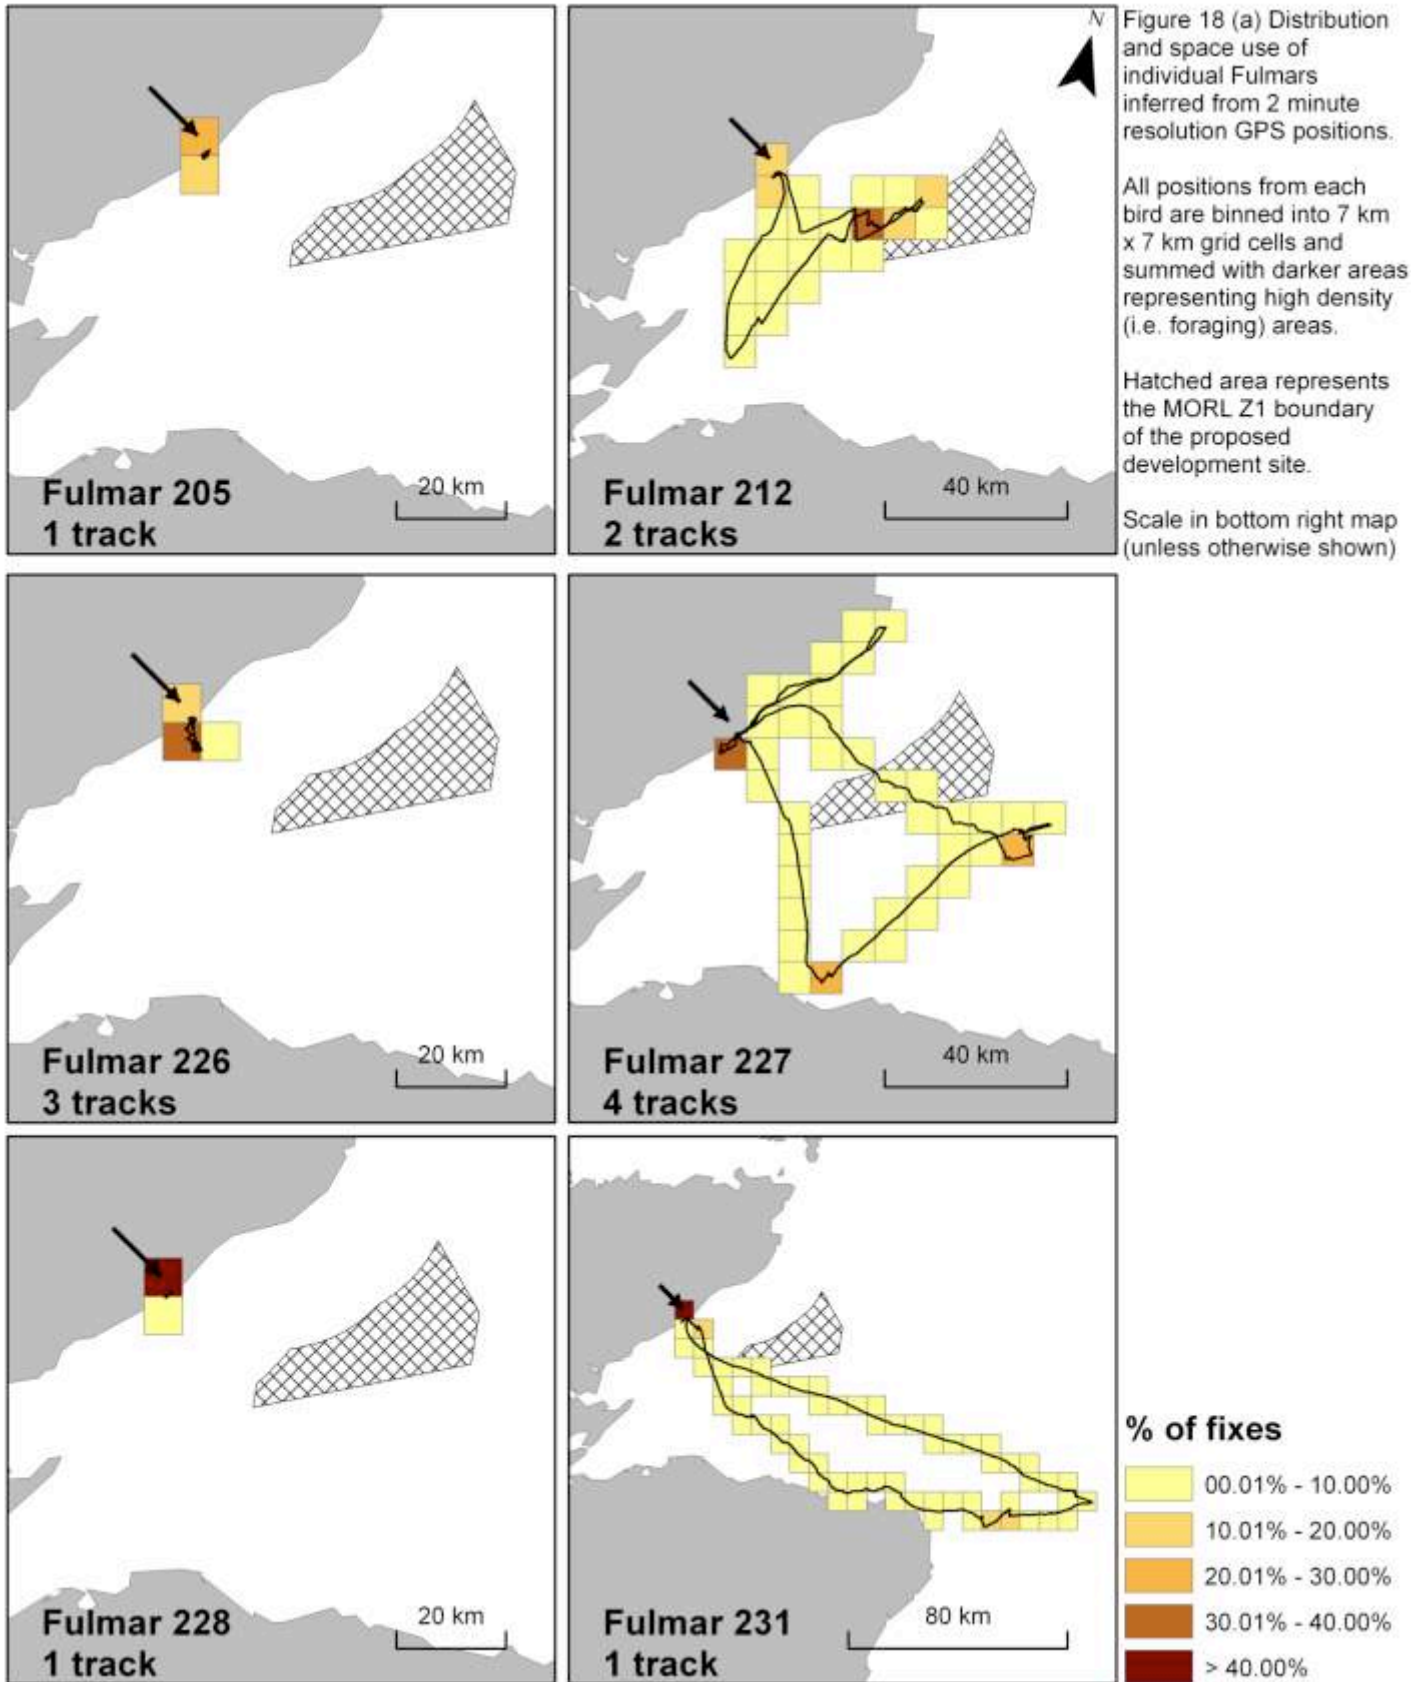 N
Figure 18 (a) Distribution
and space use of
individual Fulmars
inferred from 2 minute
resolution GPS positions.
All positions from each
bird are binned into 7 km
x 7 km grid cells and
summed with darker areas
representing high density
(i.e. foraging) areas.
Hatched area represents
the MORL Z1 boundary
of the proposed
development site.
Scale in bottom right map
(unless otherwise shown)
Fulmar 205
1 track
20 km
Fulmar 212
2 tracks
40 km
Fulmar 226
3 tracks
20 km
Fulmar 227
4 tracks
40 km
Fulmar 228
1 track
20 km
Fulmar 231
1 track
80 km
% of fixes
00.01% - 10.00%
10.01% - 20.00%
20.01% - 30.00%
30.01% - 40.00%
> 40.00%